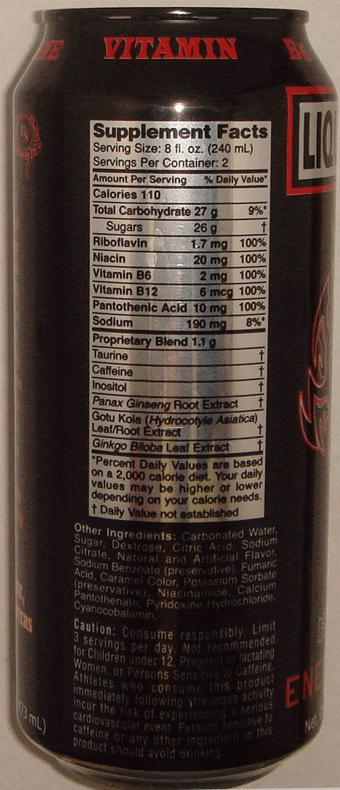 VITAMIN
Supplement Facts
Serving Size: 8 fl. oz. (240 mL)
Servings Per Container: 2
Amount Per Serving % Daily Value*
Calories 110
Total Carbohydrate 27 g 9%*
Sugars 26 g †
Riboflavin 1.7 mg 100%
Niacin 20 mg 100%
Vitamin B6 2 mg 100%
Vitamin B12 6 mcg 100%
Pantothenic Acid 10 mg 100%
Sodium 190 mg 8%*
Proprietary Blend 1.1 g
Taurine †
Caffeine †
Inositol †
Panax Ginseng Root Extract †
Gotu Kola (Hydrocotyle Asiatica)
Leaf/Root Extract †
Ginkgo Biloba Leaf Extract †
*Percent Daily Values are based
on a 2,000 calorie diet. Your daily
values may be higher or lower
depending on your calorie needs.
† Daily Value not established
Other Ingredients: Carbonated Water,
Sugar, Dextrose, Citric Acid, Sodium
Citrate, Natural and Artificial Flavor,
Sodium Benzoate (preservative), Fumaric
Acid, Caramel Color, Potassium Sorbate
(preservative), Niacinamide, Calcium
Pantothenate, Pyridoxine Hydrochloride,
Cyanocobalamin.
Caution: Consume responsibly. Limit
3 servings per day. Not recommended
for Children under 12, Pregnant or lactating
Women, or Persons Sensitive to Caffeine.
Athletes who consume this product
immediately following strenuous activity
incur the risk of experiencing a serious
cardiovascular event. Persons sensitive to
caffeine or any other ingredient in this
product should avoid drinking.
LIQ
ENE